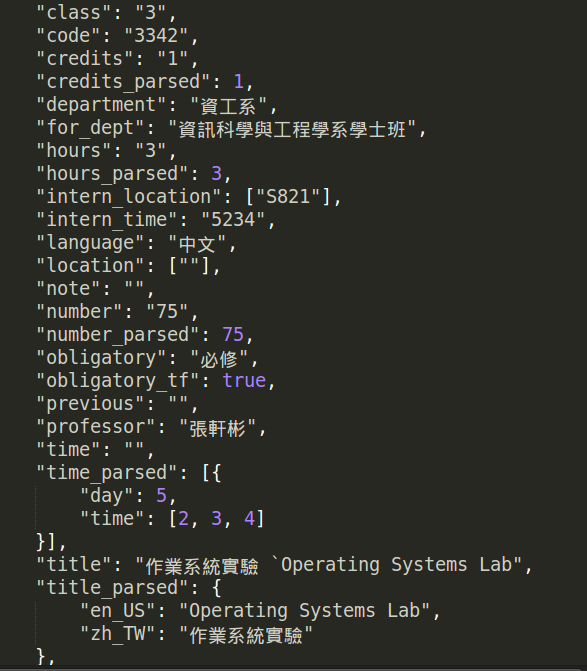 "class": "3",
"code": "3342",
"credits": "1",
"credits_parsed": 1,
"department": "資工系",
"for_dept": "資訊科學與工程學系學士班",
"hours": "3",
"hours_parsed": 3,
"intern_location": ["S821"],
"intern_time": "5234",
"language": "中文",
"location": [""],
"note": "",
"number": "75",
"number_parsed": 75,
"obligatory": "必修",
"obligatory_tf": true,
"previous": "",
"professor": "張軒彬",
"time": "",
"time_parsed": [{
"day": 5,
"time": [2, 3, 4]
}],
"title": "作業系統實驗 `Operating Systems Lab",
"title_parsed": {
"en_US": "Operating Systems Lab",
"zh_TW": "作業系統實驗"
},